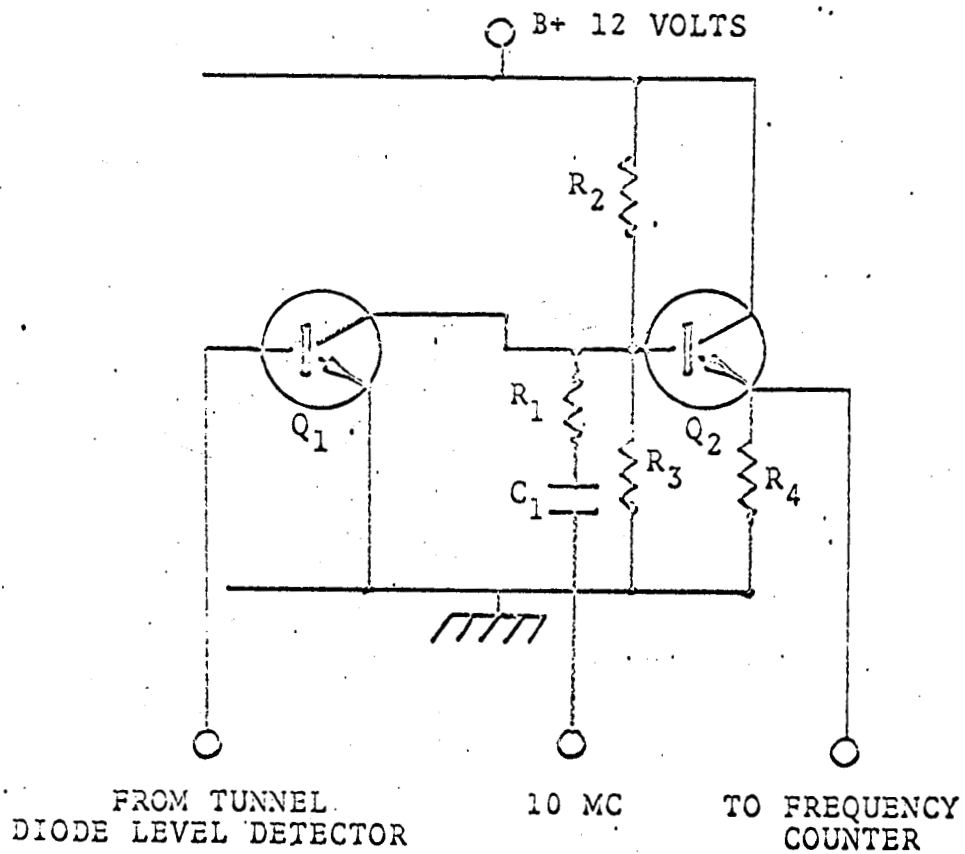 B+ 12 VOLTS
R2
Q1
R1
Q2
R3
R4
C1
FROM TUNNEL
DIODE LEVEL DETECTOR
10 MC
TO FREQUENCY
COUNTER